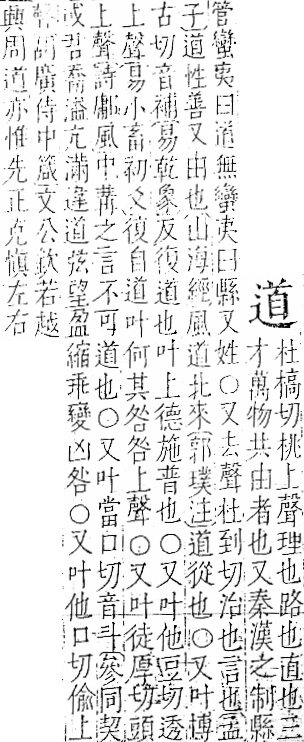 道
杜槁切桃上聲理也路也直也三
才萬物共由者也又秦漢之制縣
管蠻夷曰道無蠻夷曰縣又姓○又去聲杜到切治也言也孟
子道性善又由也山海經風道北來郭璞注道從也○又叶博
古切音補易乾象反復道也叶上德施普也○又叶他豆切透
上聲易小畜初爻復自道叶何其咎咎上聲○又叶徒厚切頭
上聲詩鄘風中冓之言不可道也○又叶當口切音斗參同契
或君驕溢亢滿違道弦望盈縮乖變凶咎○又叶他口切偷上
聲胡廣侍中箴文公欽若越
興周道亦惟先正克慎左右